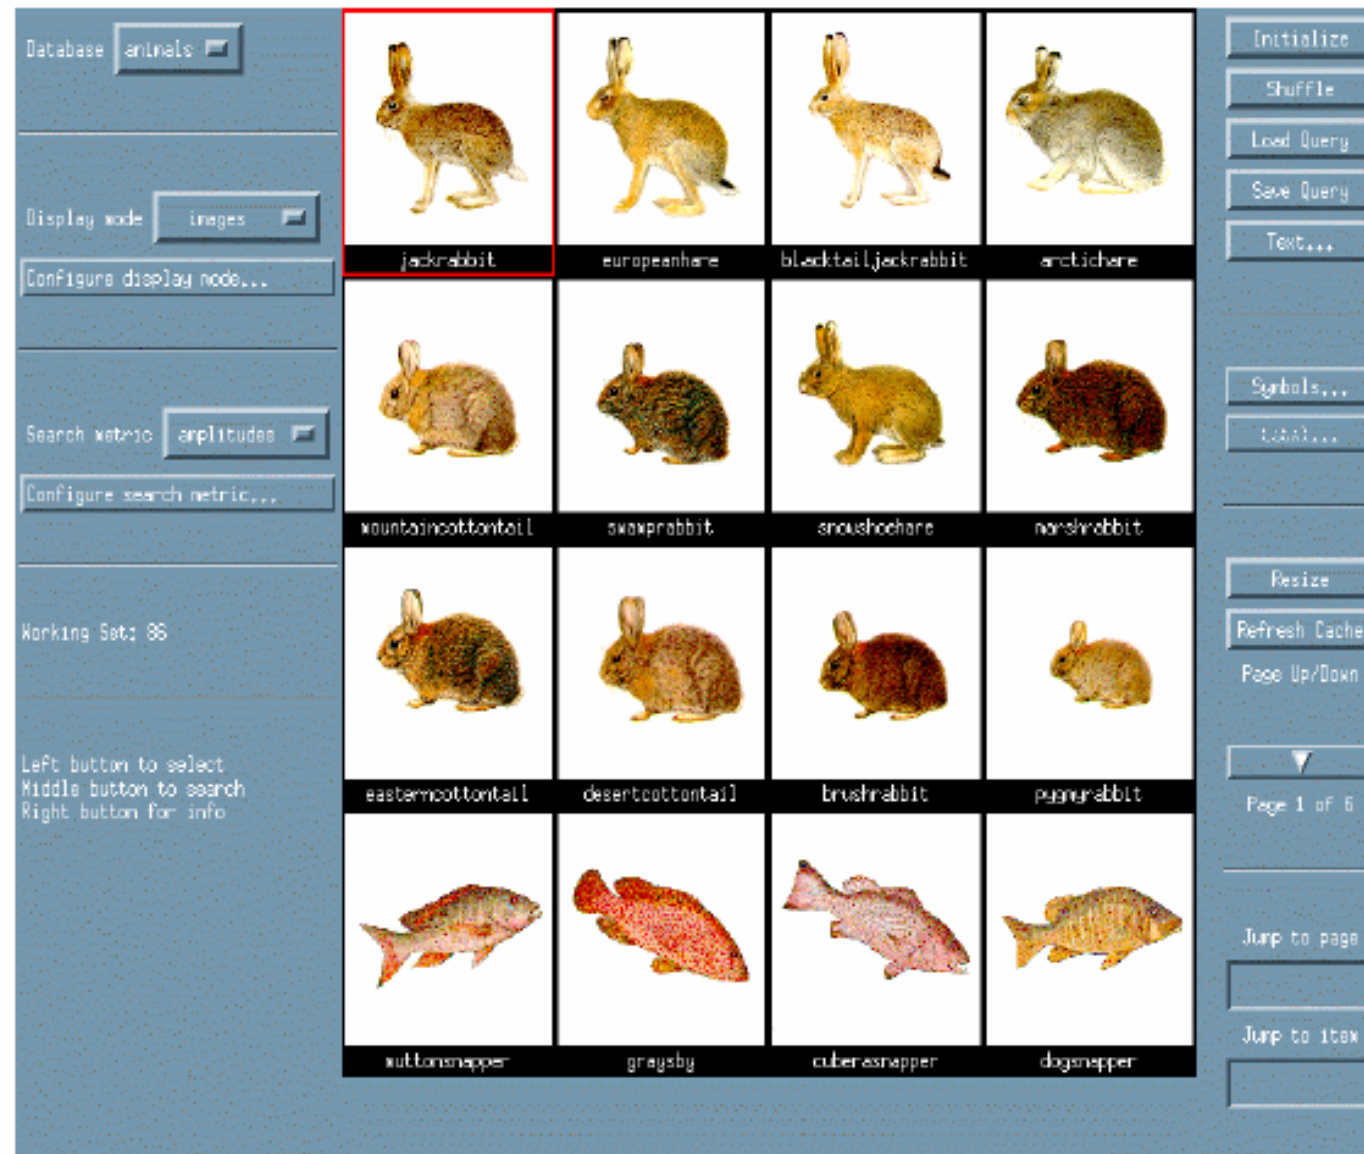 Database animals
Display mode images
Configure display mode...
Search metric amplitudes
Configure search metric...
Working Set: 86
Left button to select
Middle button to search
Right button for info
jackrabbit europeanhare blacktailjackrabbit arctichare
mountaincottontail swamprabbit snowshoehare marshrabbit
easterncottontail desertcottontail brushrabbit pygmyrabbit
muttonsnapper graysby cuberasnapper dogsnapper
Initialize
Shuffle
Load Query
Save Query
Text...
Symbols...
Resize
Refresh Cache
Page Up/Down
Page 1 of 6
Jump to page
Jump to item